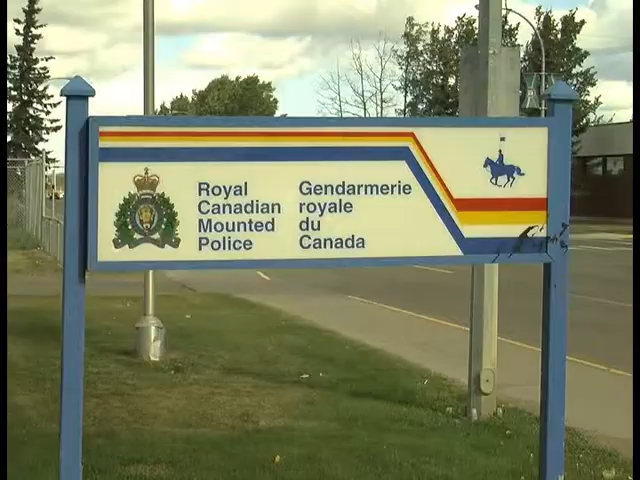 Royal
Canadian
Mounted
Police
Gendarmerie
royale
du
Canada